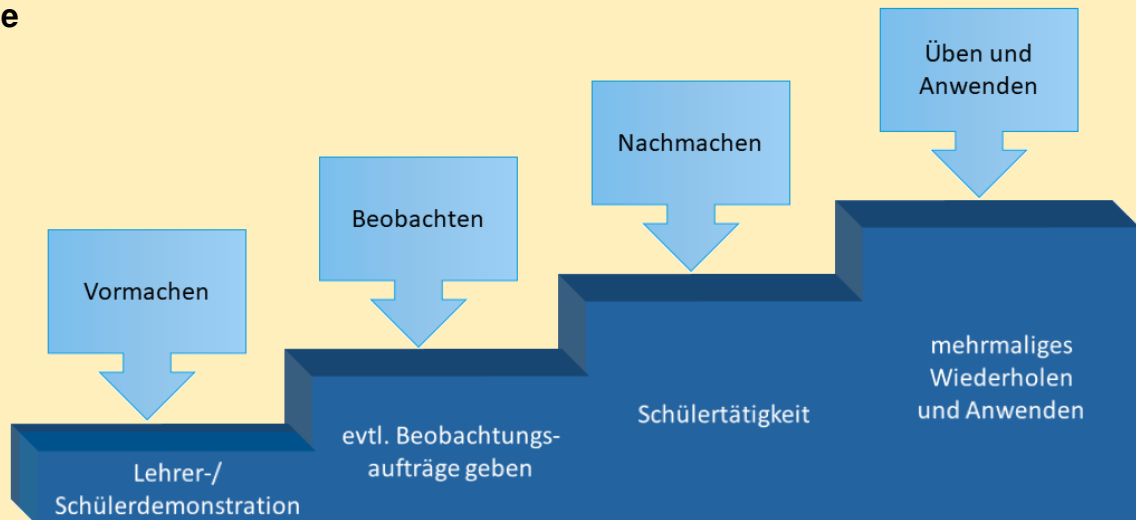 e
Vormachen
Lehrer-/
Schülerdemonstration
Beobachten
evtl. Beobachtungs-
aufträge geben
Nachmachen
Schülertätigkeit
Üben und
Anwenden
mehrmaliges
Wiederholen
und Anwenden